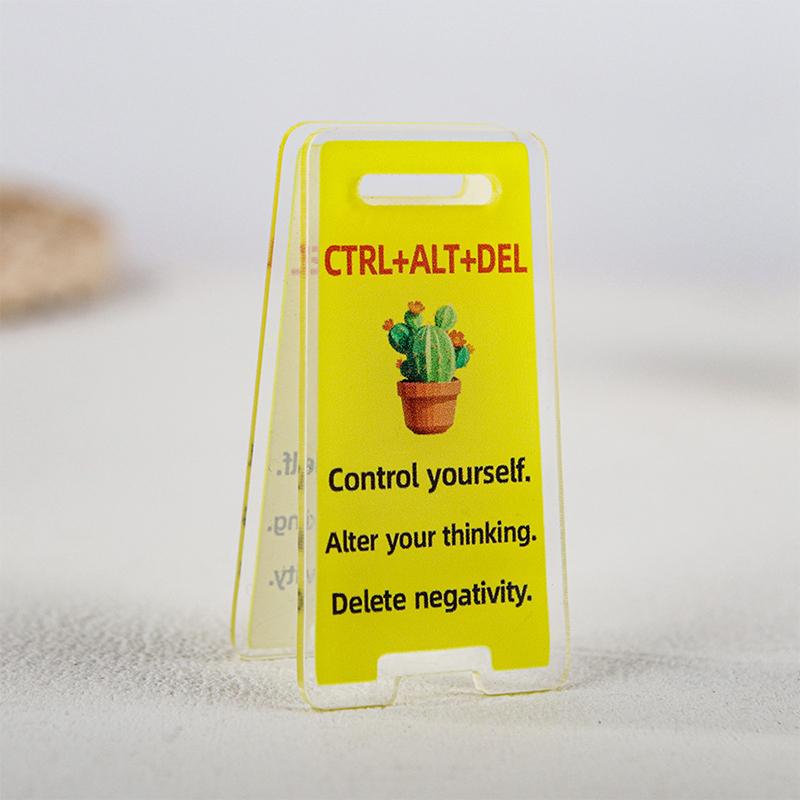 CTRL+ALT+DEL
Control yourself.
Alter your thinking.
Delete negativity.